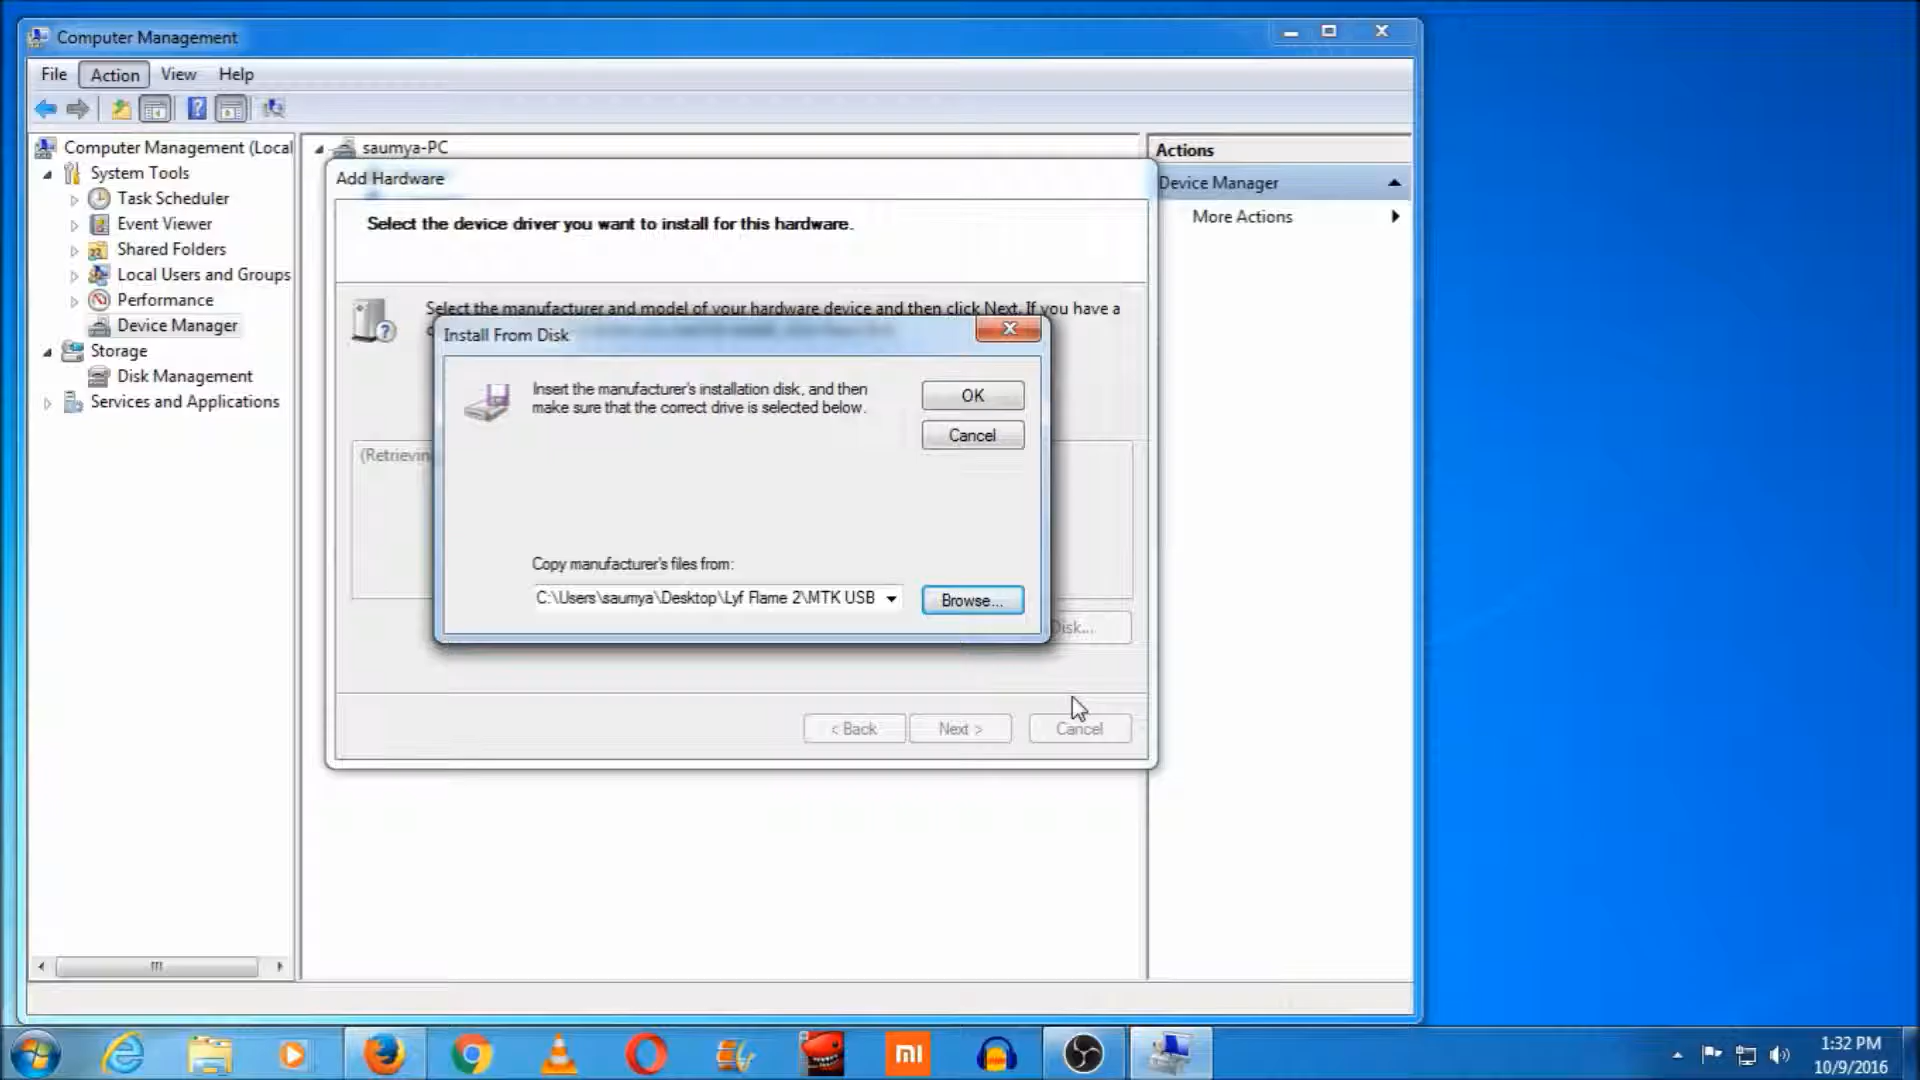 Computer Management
File Action View Help
Computer Management (Local
System Tools
Task Scheduler
Event Viewer
Shared Folders
Local Users and Groups
Performance
Device Manager
Storage
Disk Management
Services and Applications
saumya-PC
Add Hardware
Select the device driver you want to install for this hardware.
Select the manufacturer and model of your hardware device and then click Next. If you have a
Install From Disk
Insert the manufacturer's installation disk, and then
make sure that the correct drive is selected below.
OK
Cancel
(Retrievin
Copy manufacturer's files from:
C:\Users\saumya\Desktop\Lyf Flame 2\MTK USB
Browse...
Disk...
< Back
Next >
Cancel
Actions
Device Manager
More Actions
mi
1:32 PM
10/9/2016